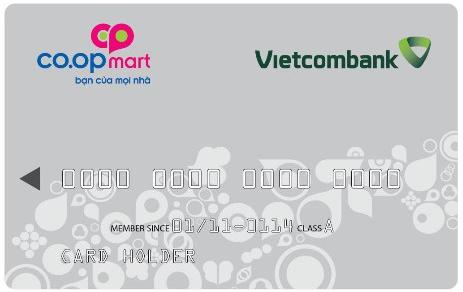 co.opmart
bạn của mọi nhà
Vietcombank
0000 0000 0000 0000
MEMBER SINCE 01/11-0114 CLASS A
CARD HOLDER